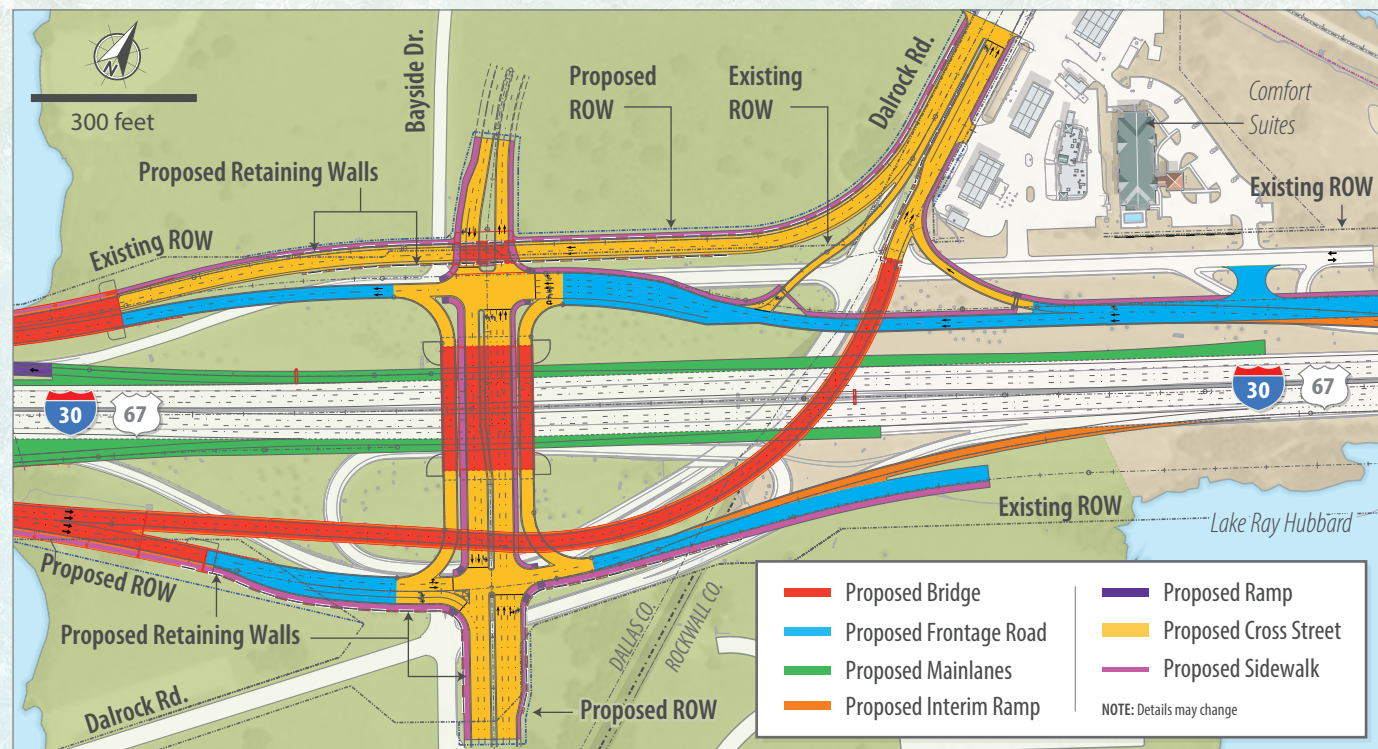 N
300 feet
Bayside Dr.
Proposed
ROW
Existing
ROW
Dalrock Rd.
Comfort
Suites
Existing ROW
Proposed Retaining Walls
Existing ROW
30
67
30
67
Existing ROW
Lake Ray Hubbard
Proposed ROW
Proposed Retaining Walls
Dalrock Rd.
DALLAS CO.
ROCKWALL CO.
Proposed ROW
Proposed Bridge
Proposed Frontage Road
Proposed Mainlanes
Proposed Interim Ramp
Proposed Ramp
Proposed Cross Street
Proposed Sidewalk
NOTE: Details may change